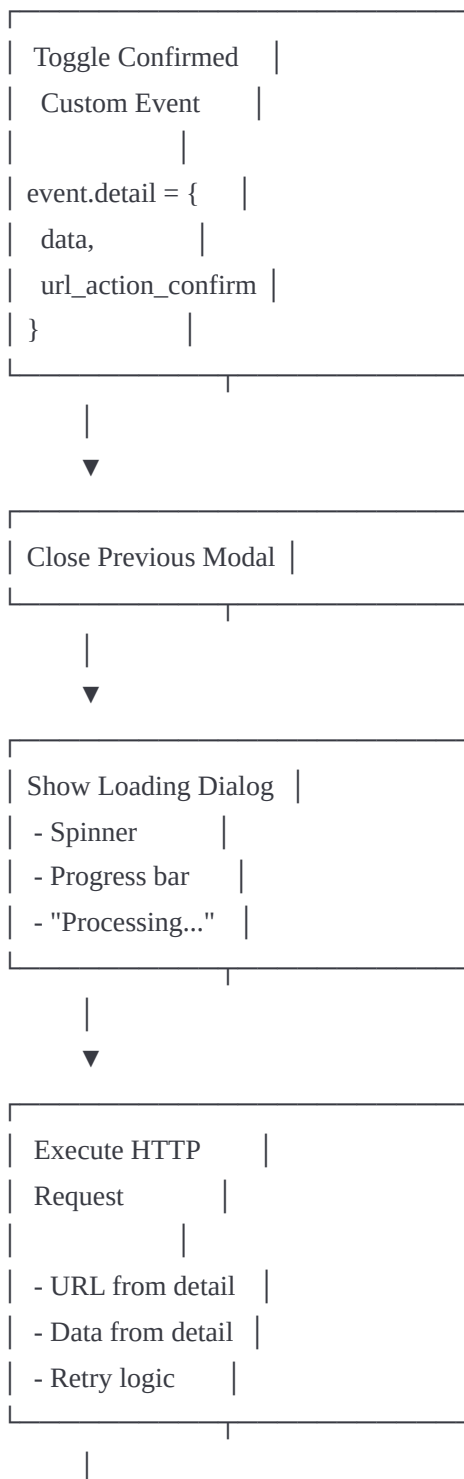 Toggle Confirmed
Custom Event
event.detail = {
data,
url_action_confirm
}
▼
Close Previous Modal
▼
Show Loading Dialog
- Spinner
- Progress bar
- "Processing..."
▼
Execute HTTP
Request
- URL from detail
- Data from detail
- Retry logic